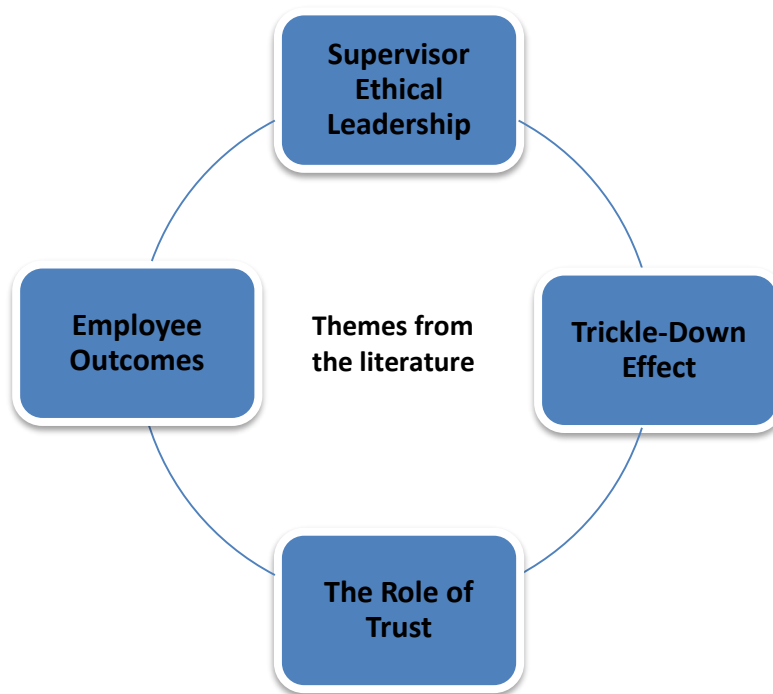 Supervisor
Ethical
Leadership
Employee
Outcomes
Themes from
the literature
Trickle-Down
Effect
The Role of
Trust